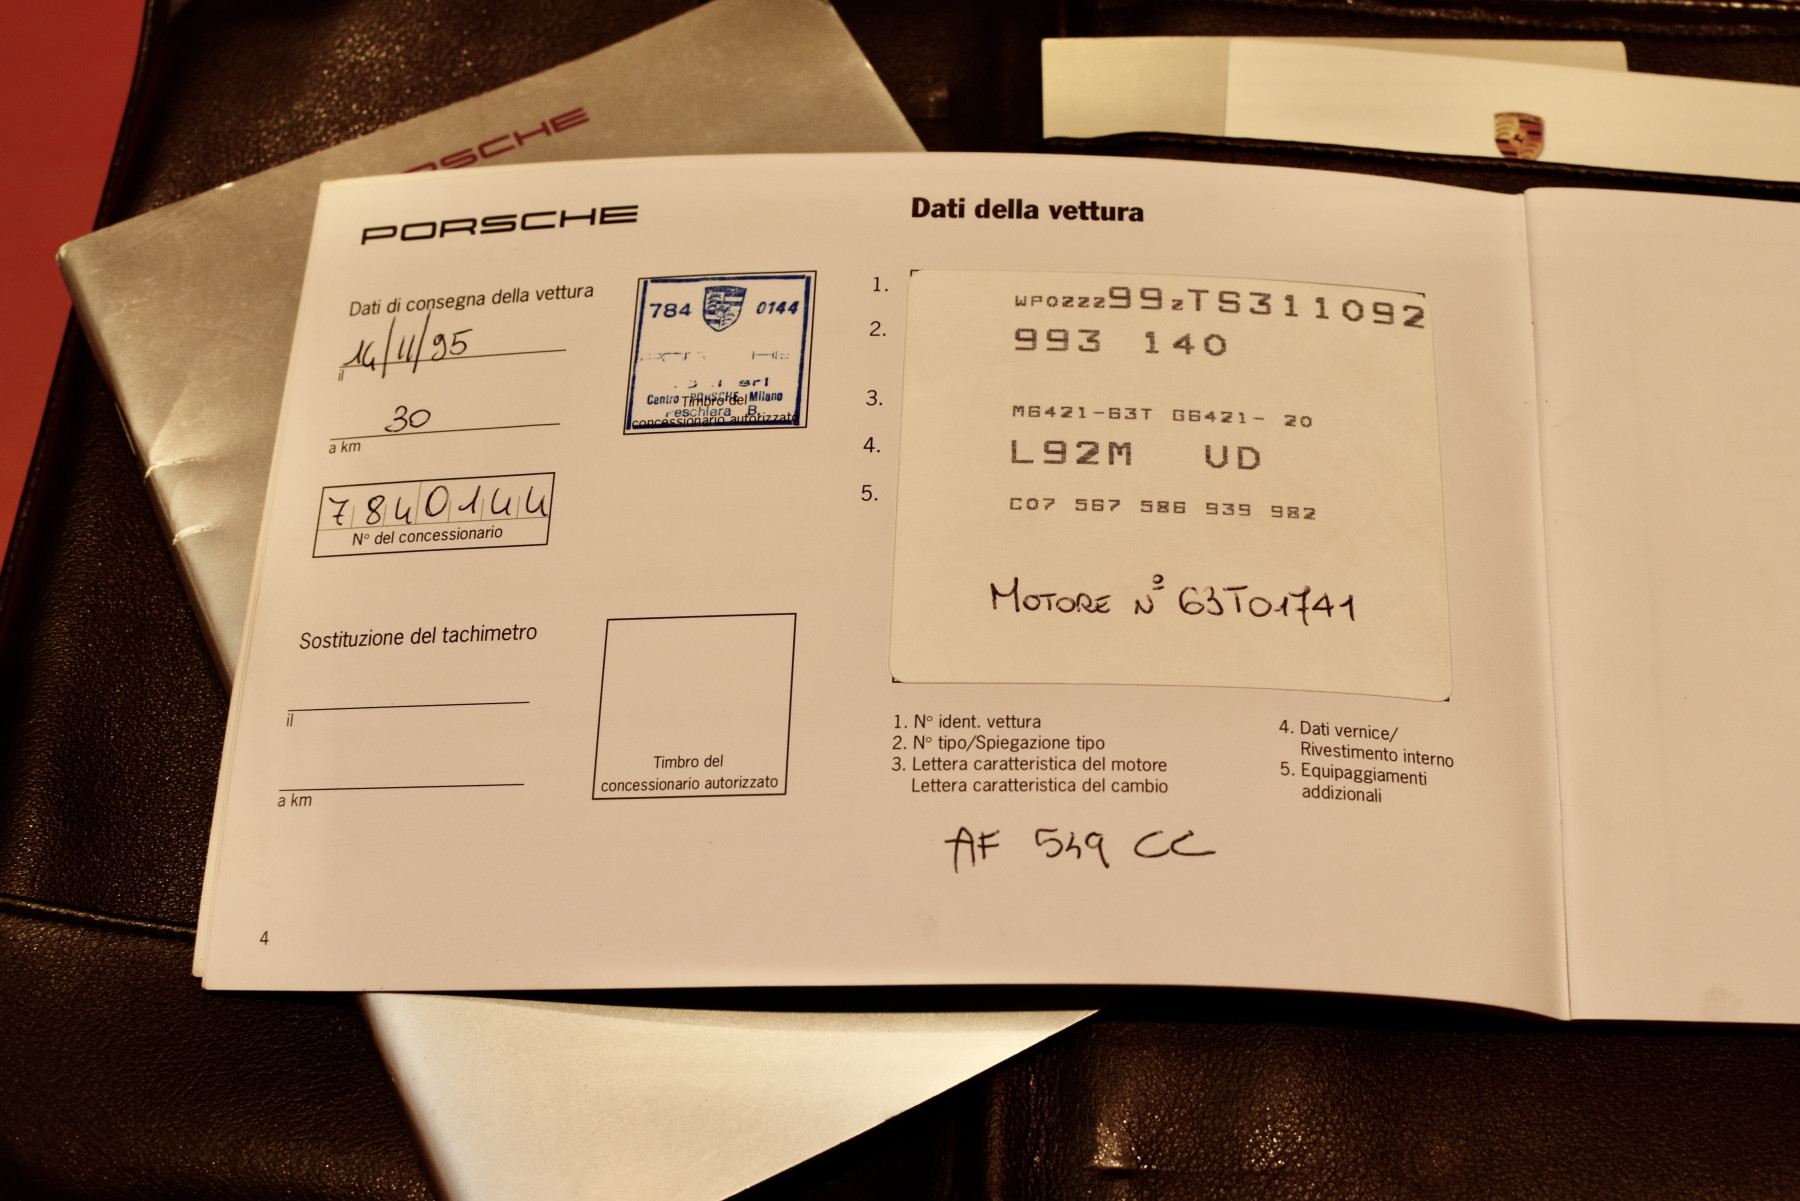 PORSCHE
PORSCHE
Dati di consegna della vettura
14/11/95
il
30
a km
7840144
N° del concessionario
784 0144
srl
Centro PORSCHE Milano
eschiera B.
Timbro del
concessionario autorizzato
Sostituzione del tachimetro
il
a km
Timbro del
concessionario autorizzato
4
Dati della vettura
1. WP0ZZZ99ZTS311092
2. 993 140
3. M6421-63T G6421- 20
4. L92M UD
5. C07 567 586 939 982
MOTORE N° 63T01741
1. N° ident. vettura
2. N° tipo/Spiegazione tipo
3. Lettera caratteristica del motore
Lettera caratteristica del cambio
4. Dati vernice/
Rivestimento interno
5. Equipaggiamenti
addizionali
AF 549 CC